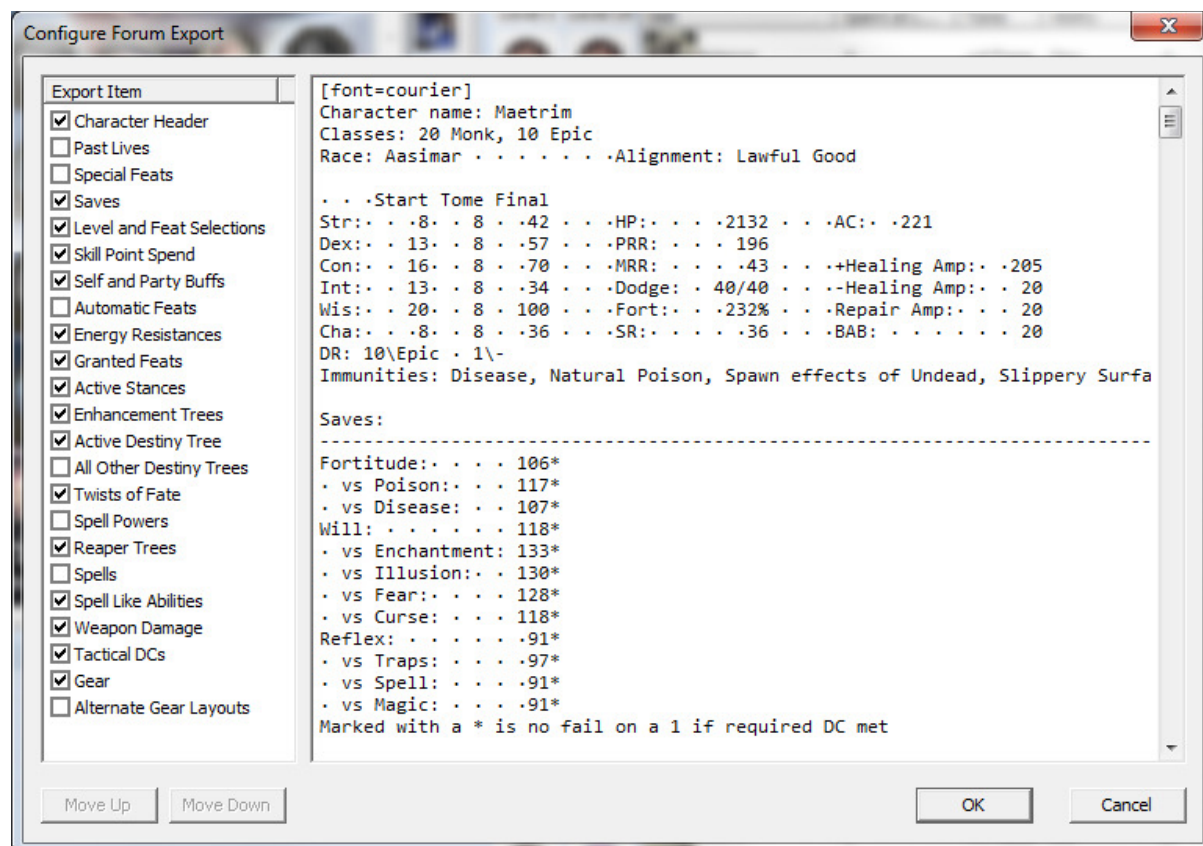 Configure Forum Export
Export Item
Character Header
Past Lives
Special Feats
Saves
Level and Feat Selections
Skill Point Spend
Self and Party Buffs
Automatic Feats
Energy Resistances
Granted Feats
Active Stances
Enhancement Trees
Active Destiny Tree
All Other Destiny Trees
Twists of Fate
Spell Powers
Reaper Trees
Spells
Spell Like Abilities
Weapon Damage
Tactical DCs
Gear
Alternate Gear Layouts
[font=courier]
Character name: Maetrim
Classes: 20 Monk, 10 Epic
Race: Aasimar · · · · · · ·Alignment: Lawful Good
· · ·Start Tome Final
Str:· · ·8· · 8 · ·42 · · ·HP:· · · ·2132 · · ·AC:· ·221
Dex:· · 13· · 8 · ·57 · · ·PRR: · · · 196
Con:· · 16· · 8 · ·70 · · ·MRR: · · · ·43 · · ·+Healing Amp:· ·205
Int:· · 13· · 8 · ·34 · · ·Dodge: · 40/40 · · ·-Healing Amp:· · 20
Wis:· · 20· · 8 · 100 · · ·Fort:· · ·232% · · ·Repair Amp:· · · 20
Cha:· · ·8· · 8 · ·36 · · ·SR:· · · · ·36 · · ·BAB: · · · · · · 20
DR: 10\Epic · 1\-
Immunities: Disease, Natural Poison, Spawn effects of Undead, Slippery Surfa
Saves:
---------------------------------------------------------------------------
Fortitude:· · · · 106*
· vs Poison:· · · 117*
· vs Disease: · · 107*
Will: · · · · · · 118*
· vs Enchantment: 133*
· vs Illusion:· · 130*
· vs Fear:· · · · 128*
· vs Curse: · · · 118*
Reflex: · · · · · ·91*
· vs Traps: · · · ·97*
· vs Spell: · · · ·91*
· vs Magic: · · · ·91*
Marked with a * is no fail on a 1 if required DC met
Move Up
Move Down
OK
Cancel